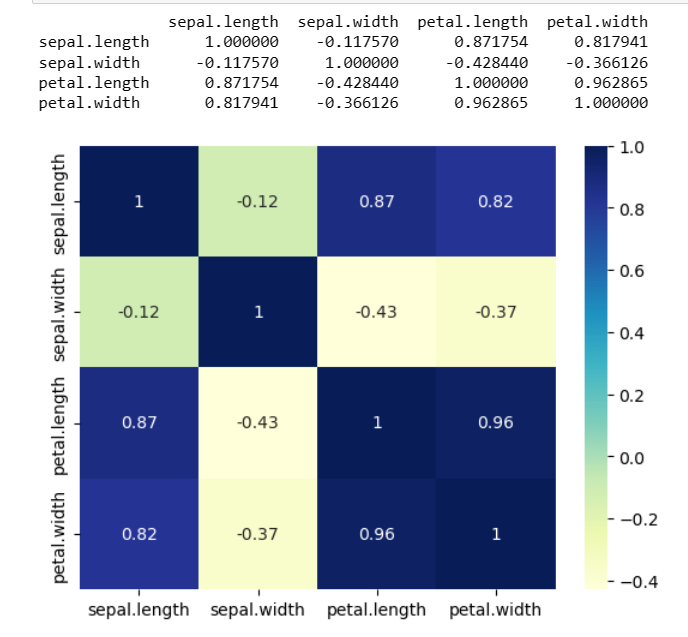 sepal.length sepal.width petal.length petal.width
sepal.length 1.000000 -0.117570 0.871754 0.817941
sepal.width -0.117570 1.000000 -0.428440 -0.366126
petal.length 0.871754 -0.428440 1.000000 0.962865
petal.width 0.817941 -0.366126 0.962865 1.000000
1.0
sepal.length
1 -0.12 0.87 0.82
0.8
0.6
sepal.width
-0.12 1 -0.43 -0.37
0.4
0.2
petal.length
0.87 -0.43 1 0.96
0.0
−0.2
petal.width
0.82 -0.37 0.96 1
−0.4
sepal.length sepal.width petal.length petal.width